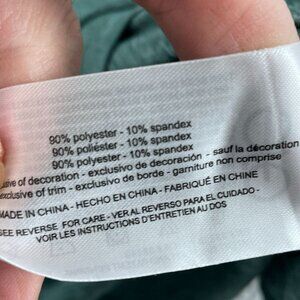 90% polyester - 10% spandex
90% poliéster - 10% spandex
90% polyester - 10% spandex
of decoration - exclusivo de decoración - sauf la décoration
exclusive of trim - exclusivo de borde - garniture non comprise
MADE IN CHINA - HECHO EN CHINA - FABRIQUÉ EN CHINE
SEE REVERSE FOR CARE - VER AL REVERSO PARA EL CUIDADO -
VOIR LES INSTRUCTIONS D'ENTRETIEN AU DOS